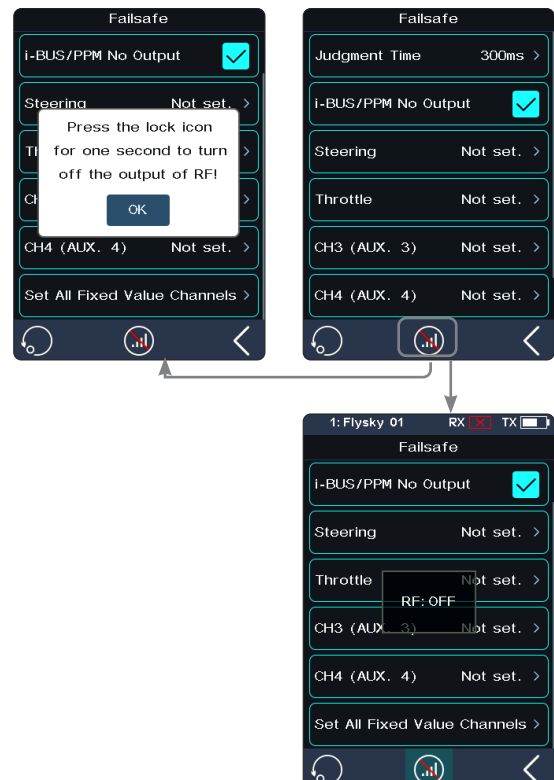 Failsafe
i-BUS/PPM No Output
Steering Not set. >
Press the lock icon
for one second to turn
off the output of RF!
OK
CH4 (AUX. 4) Not set. >
Set All Fixed Value Channels >
Failsafe
Judgment Time 300ms >
i-BUS/PPM No Output
Steering Not set. >
Throttle Not set. >
CH3 (AUX. 3) Not set. >
CH4 (AUX. 4) Not set. >
1: Flysky 01 RX TX
Failsafe
i-BUS/PPM No Output
Steering Not set. >
Throttle Not set. >
RF: OFF
CH3 (AUX. 3) Not set. >
CH4 (AUX. 4) Not set. >
Set All Fixed Value Channels >